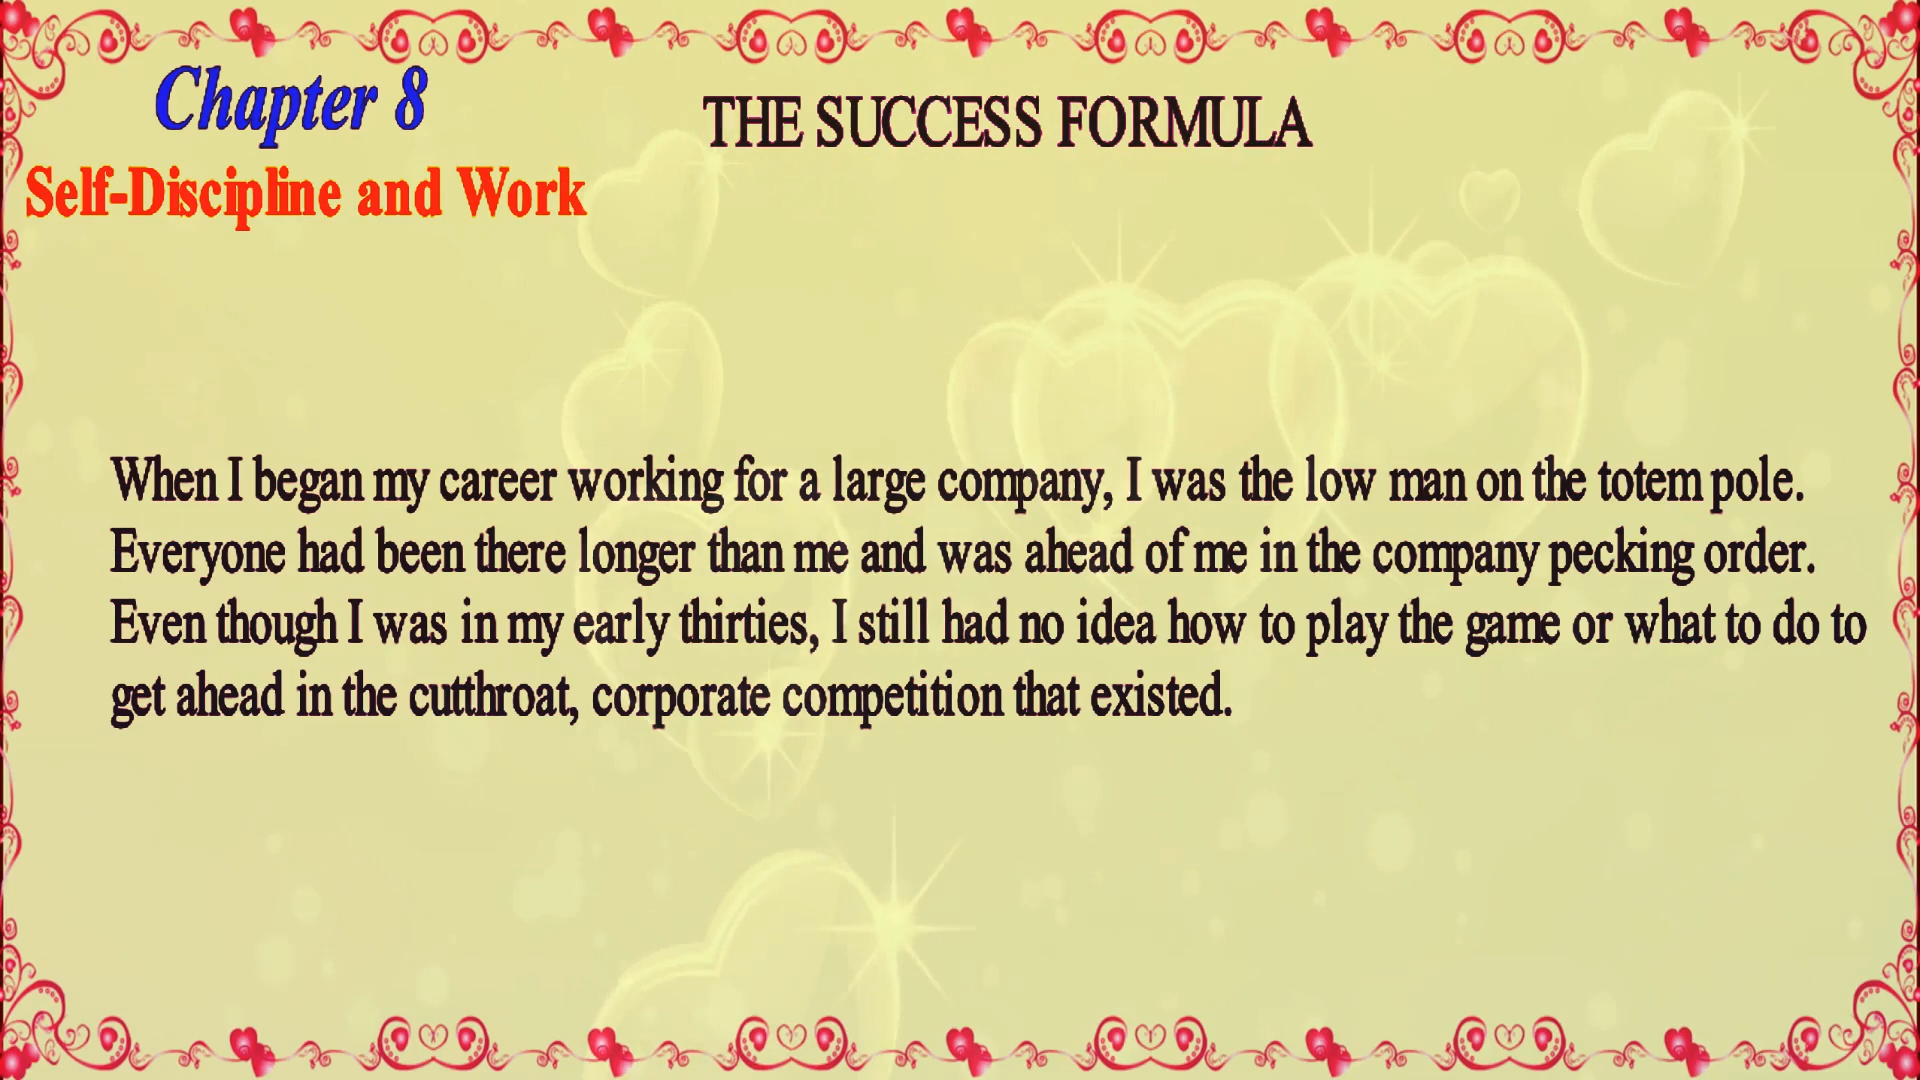 Chapter 8
THE SUCCESS FORMULA
Self-Discipline and Work
When I began my career working for a large company, I was the low man on the totem pole.
Everyone had been there longer than me and was ahead of me in the company pecking order.
Even though I was in my early thirties, I still had no idea how to play the game or what to do to
get ahead in the cutthroat, corporate competition that existed.